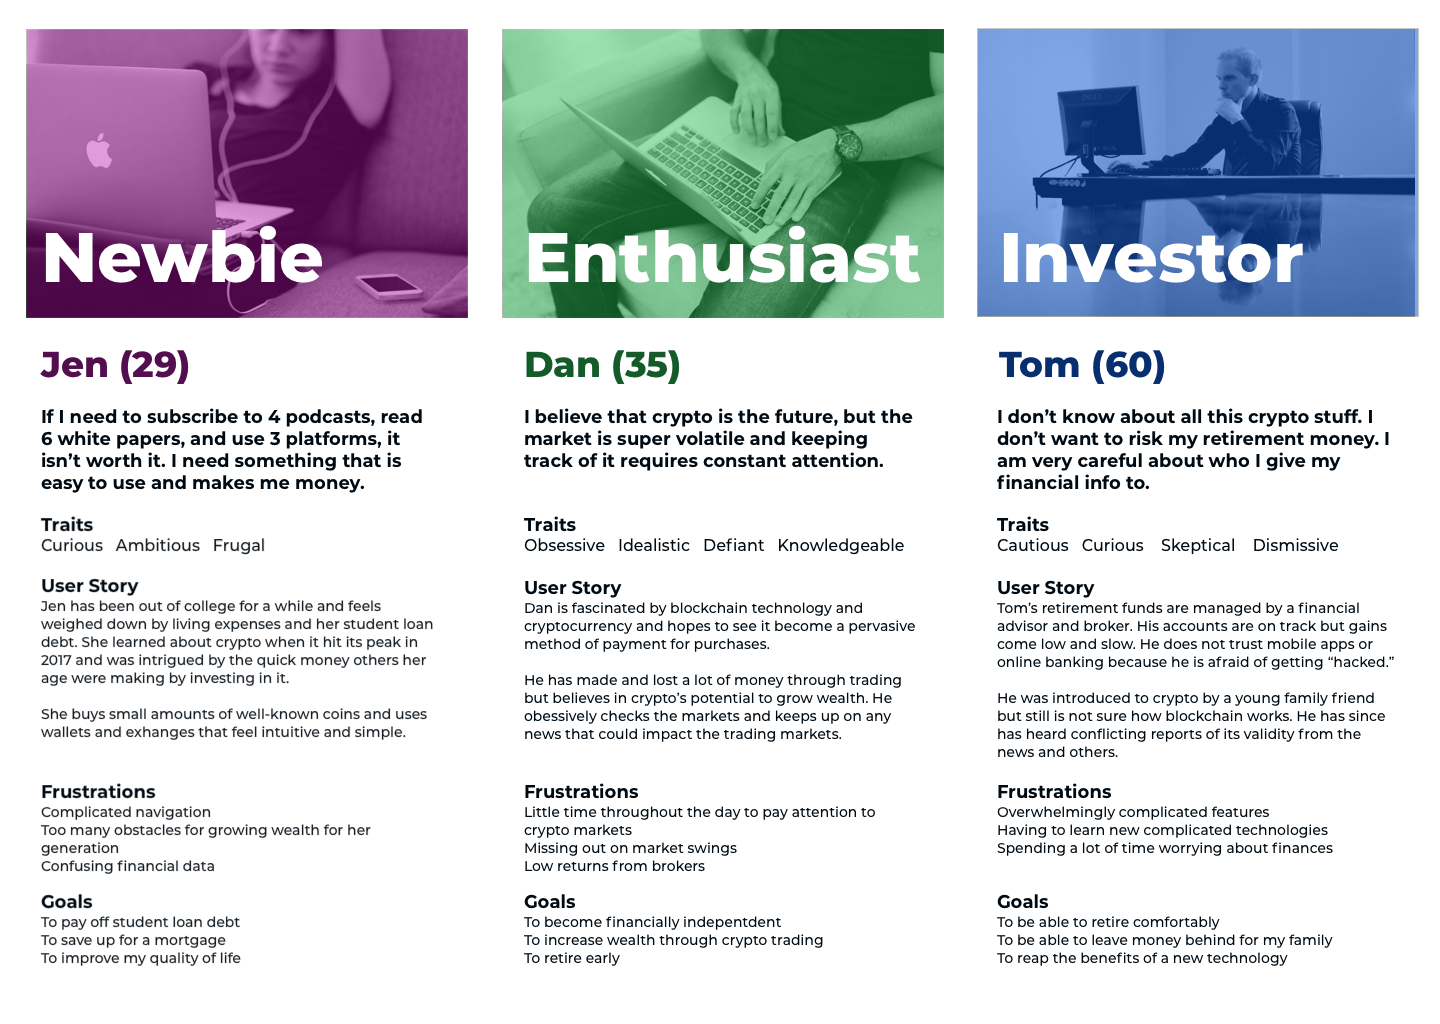 Newbie
Jen (29)
If I need to subscribe to 4 podcasts, read
6 white papers, and use 3 platforms, it
isn’t worth it. I need something that is
easy to use and makes me money.
Traits
Curious Ambitious Frugal
User Story
Jen has been out of college for a while and feels
weighed down by living expenses and her student loan
debt. She learned about crypto when it hit its peak in
2017 and was intrigued by the quick money others her
age were making by investing in it.
She buys small amounts of well-known coins and uses
wallets and exhanges that feel intuitive and simple.
Frustrations
Complicated navigation
Too many obstacles for growing wealth for her
generation
Confusing financial data
Goals
To pay off student loan debt
To save up for a mortgage
To improve my quality of life
Enthusiast
Dan (35)
I believe that crypto is the future, but the
market is super volatile and keeping
track of it requires constant attention.
Traits
Obsessive Idealistic Defiant Knowledgeable
User Story
Dan is fascinated by blockchain technology and
cryptocurrency and hopes to see it become a pervasive
method of payment for purchases.
He has made and lost a lot of money through trading
but believes in crypto’s potential to grow wealth. He
obessively checks the markets and keeps up on any
news that could impact the trading markets.
Frustrations
Little time throughout the day to pay attention to
crypto markets
Missing out on market swings
Low returns from brokers
Goals
To become financially indepentdent
To increase wealth through crypto trading
To retire early
Investor
Tom (60)
I don’t know about all this crypto stuff. I
don’t want to risk my retirement money. I
am very careful about who I give my
financial info to.
Traits
Cautious Curious Skeptical Dismissive
User Story
Tom’s retirement funds are managed by a financial
advisor and broker. His accounts are on track but gains
come low and slow. He does not trust mobile apps or
online banking because he is afraid of getting “hacked.”
He was introduced to crypto by a young family friend
but still is not sure how blockchain works. He has since
has heard conflicting reports of its validity from the
news and others.
Frustrations
Overwhelmingly complicated features
Having to learn new complicated technologies
Spending a lot of time worrying about finances
Goals
To be able to retire comfortably
To be able to leave money behind for my family
To reap the benefits of a new technology